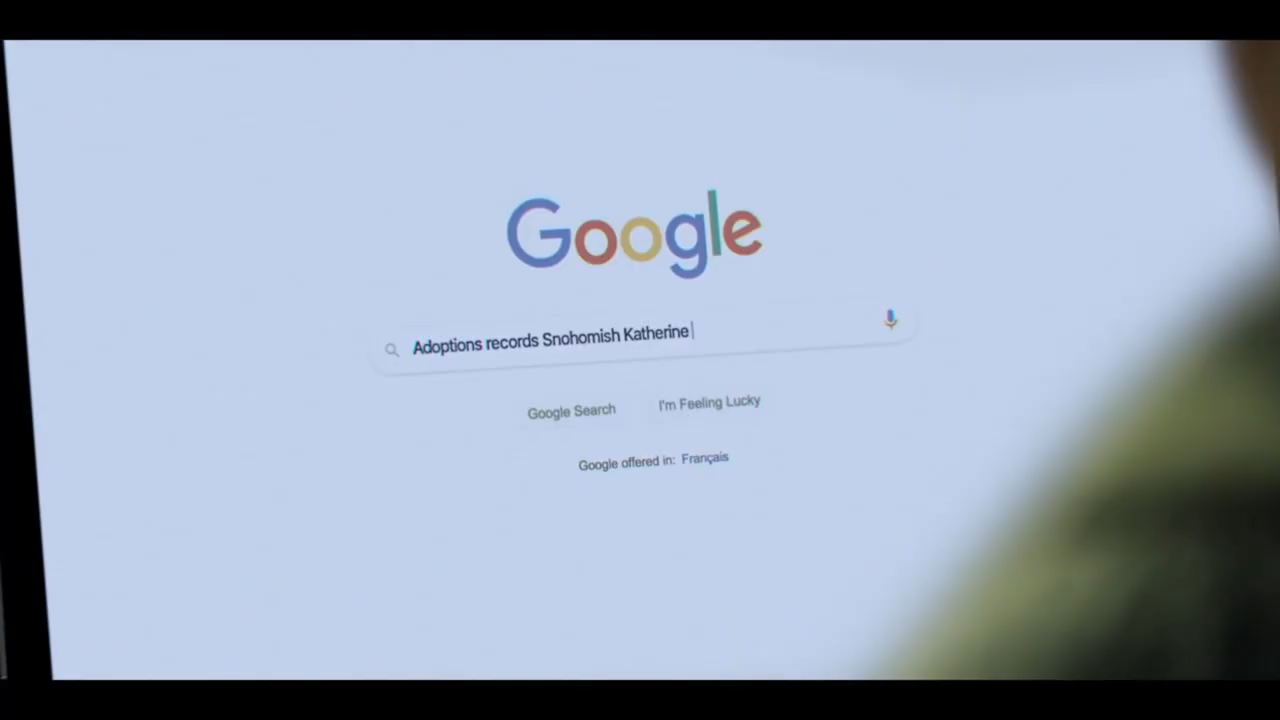 Google
Adoptions records Snohomish Katherine
Google Search I'm Feeling Lucky
Google offered in: Français